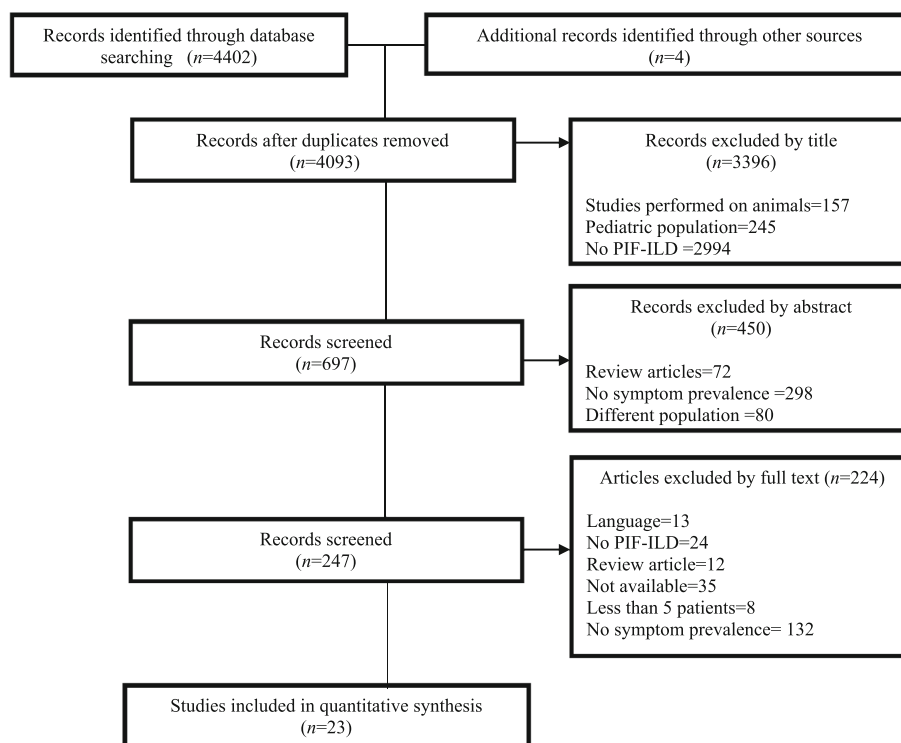 Records identified through database
searching (n=4402)
Additional records identified through other sources
(n=4)
Records after duplicates removed
(n=4093)
Records excluded by title
(n=3396)
Studies performed on animals=157
Pediatric population=245
No PIF-ILD =2994
Records screened
(n=697)
Records excluded by abstract
(n=450)
Review articles=72
No symptom prevalence =298
Different population =80
Records screened
(n=247)
Articles excluded by full text (n=224)
Language=13
No PIF-ILD=24
Review article=12
Not available=35
Less than 5 patients=8
No symptom prevalence= 132
Studies included in quantitative synthesis
(n=23)